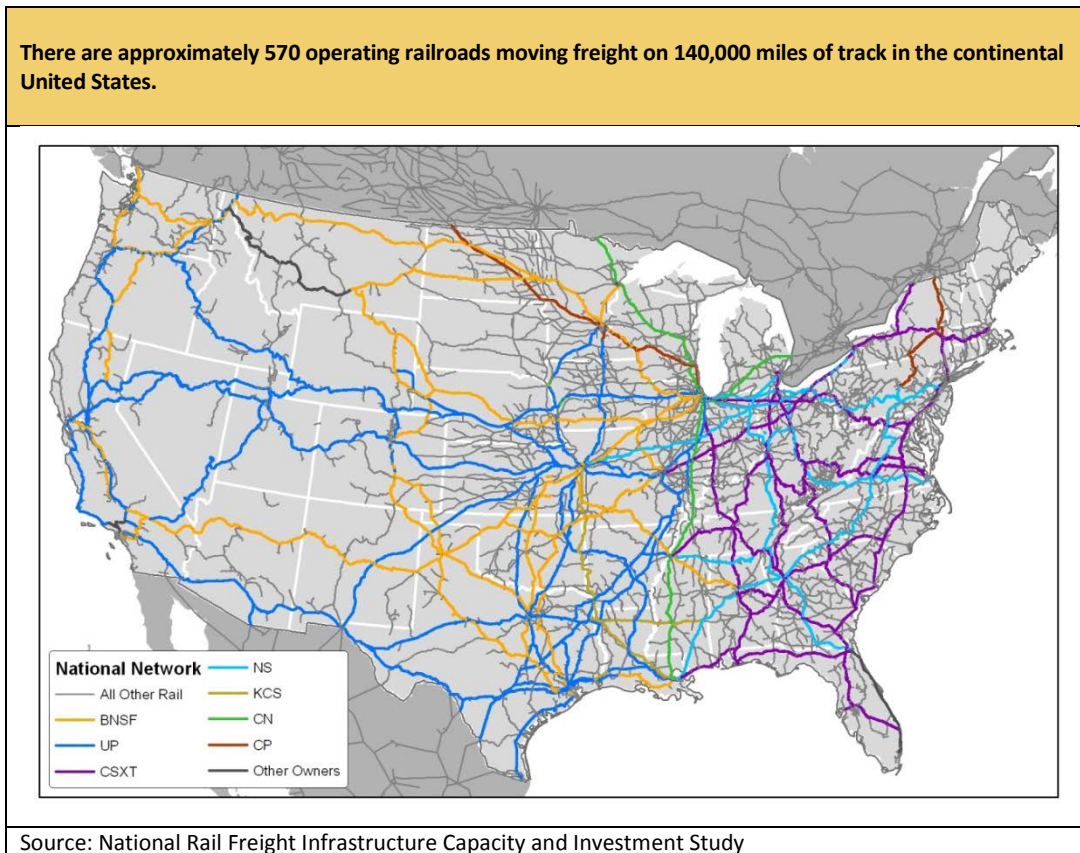 There are approximately 570 operating railroads moving freight on 140,000 miles of track in the continental
United States.
National Network
All Other Rail
BNSF
UP
CSXT
NS
KCS
CN
CP
Other Owners
Source: National Rail Freight Infrastructure Capacity and Investment Study